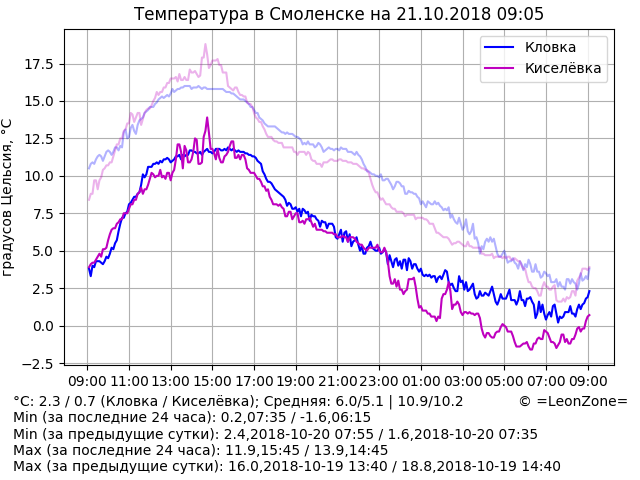 Температура в Смоленске на 21.10.2018 09:05
Кловка
Киселёвка
градусов Цельсия, °C
17.5
15.0
12.5
10.0
7.5
5.0
2.5
0.0
−2.5
09:00 11:00 13:00 15:00 17:00 19:00 21:00 23:00 01:00 03:00 05:00 07:00 09:00
°C: 2.3 / 0.7 (Кловка / Киселёвка); Средняя: 6.0/5.1 | 10.9/10.2 © =LeonZone=
Min (за последние 24 часа): 0.2,07:35 / -1.6,06:15
Min (за предыдущие сутки): 2.4,2018-10-20 07:55 / 1.6,2018-10-20 07:35
Max (за последние 24 часа): 11.9,15:45 / 13.9,14:45
Max (за предыдущие сутки): 16.0,2018-10-19 13:40 / 18.8,2018-10-19 14:40